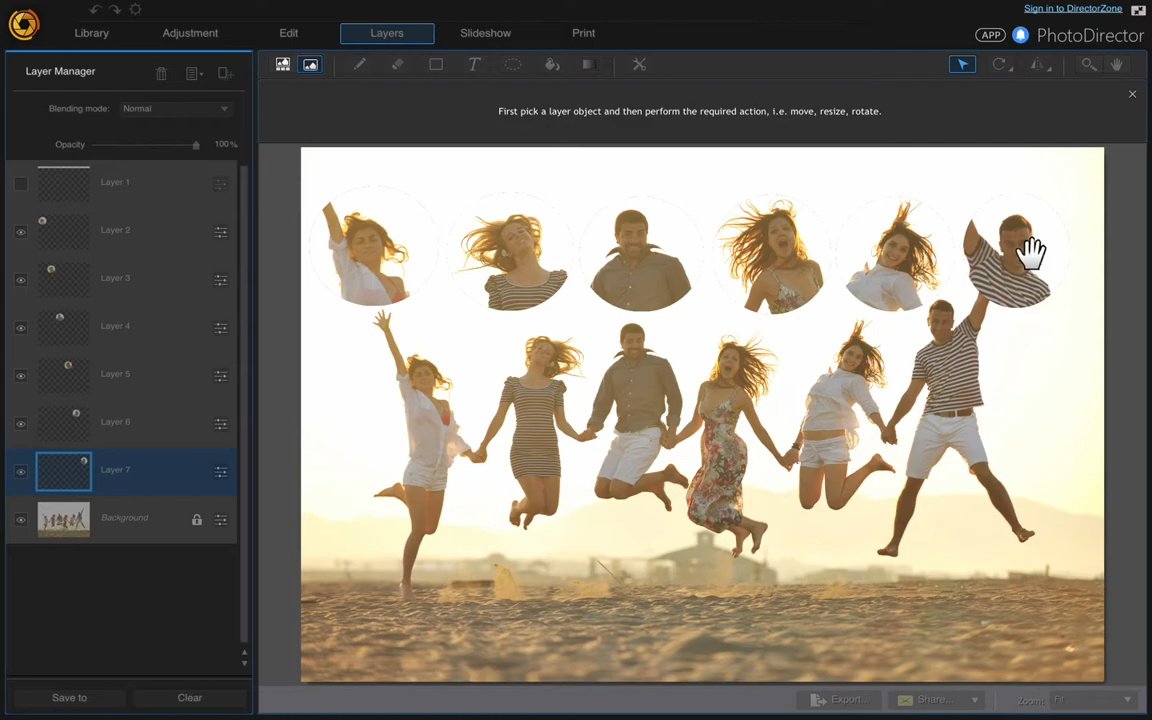 Sign in to DirectorZone
Library
Adjustment
Edit
Layers
Slideshow
Print
APP
PhotoDirector
Layer Manager
Blending mode:
Normal
Opacity
100%
First pick a layer object and then perform the required action, i.e. move, resize, rotate.
Layer 1
Layer 2
Layer 3
Layer 4
Layer 5
Layer 6
Layer 7
Background
Save to
Clear
Export...
Share...
Zoom:
Fit